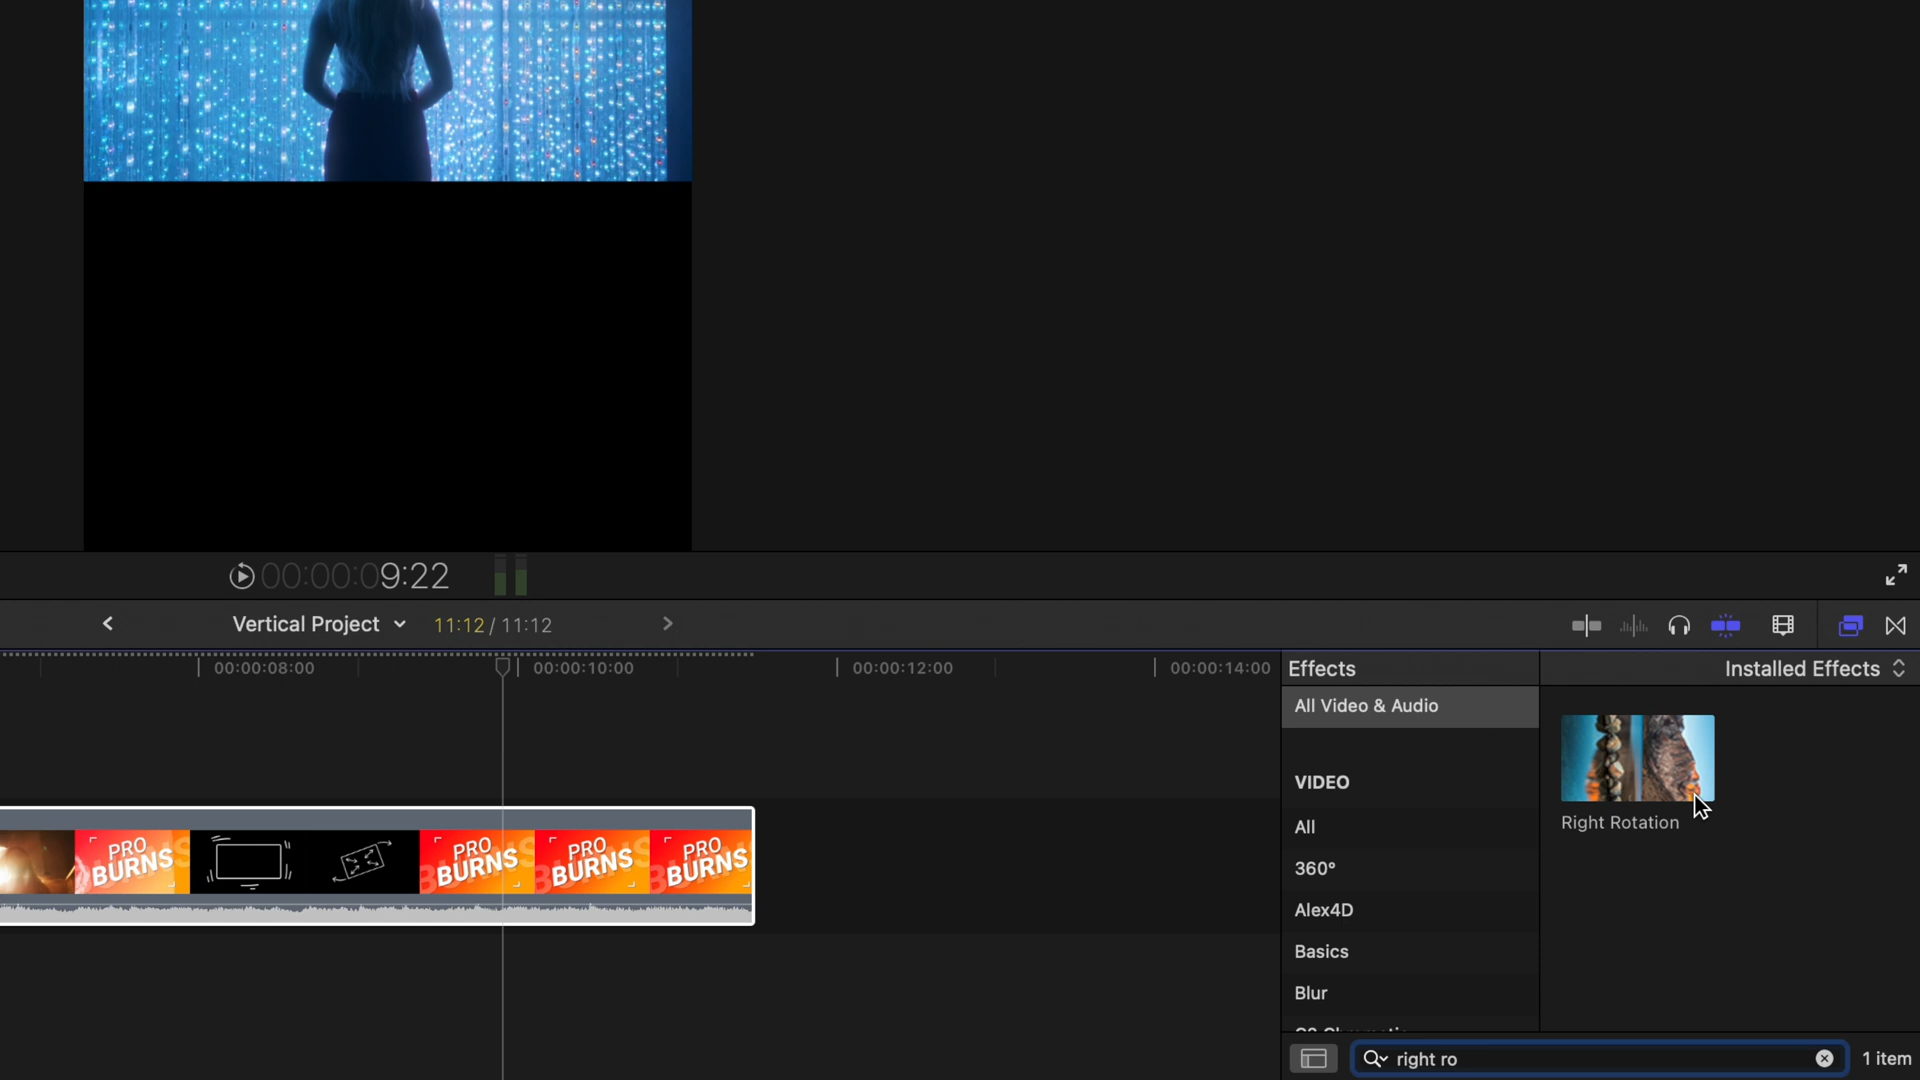 00:00:09:22
Vertical Project 11:12 / 11:12
00:00:08:00 00:00:10:00 00:00:12:00 00:00:14:00
Effects
Installed Effects
All Video & Audio
VIDEO
All
360°
Alex4D
Basics
Blur
Right Rotation
PRO
BURNS
PRO
BURNS
PRO
BURNS
PRO
BURNS
right ro
1 item